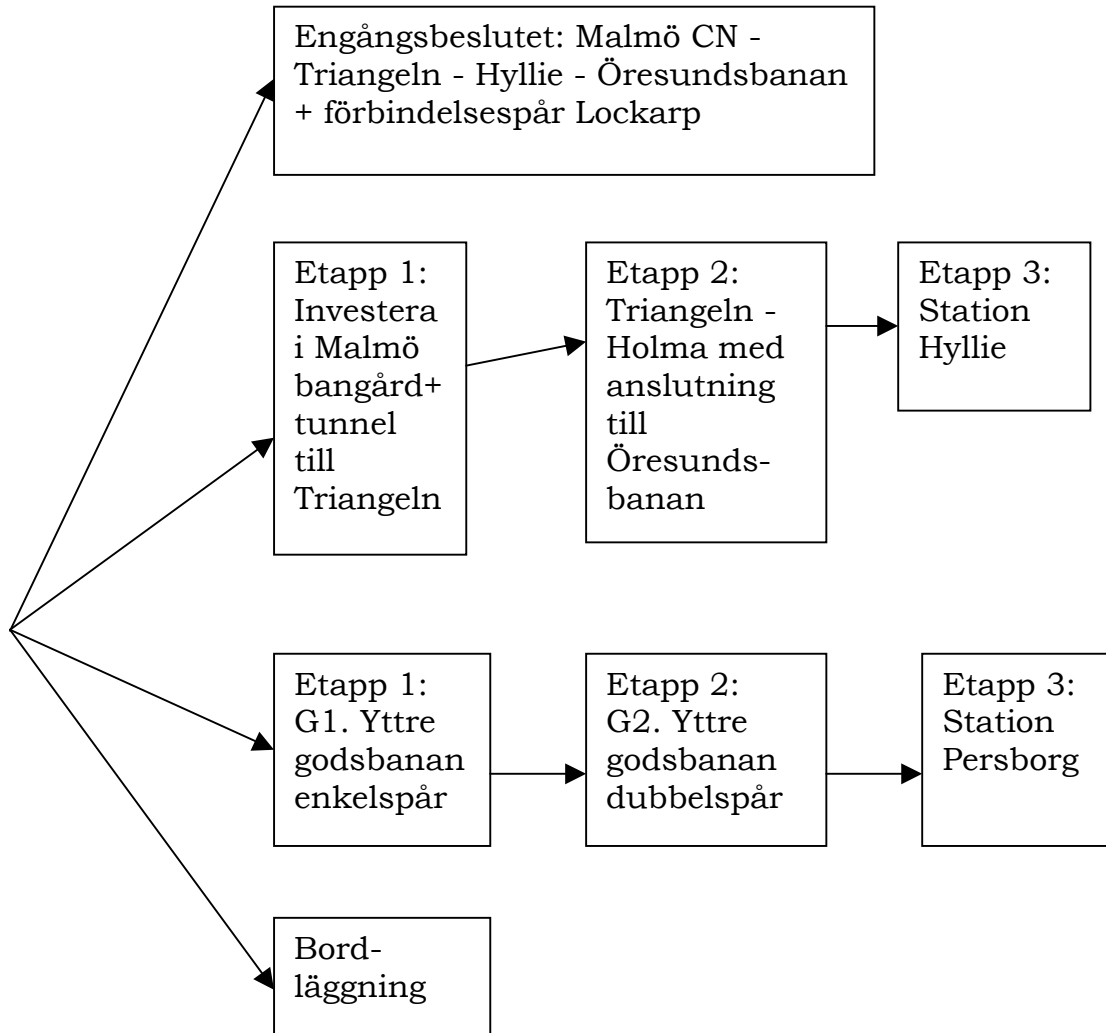 Engångsbeslutet: Malmö CN -
Triangeln - Hyllie - Öresundsbanan
+ förbindelsespår Lockarp
Etapp 1:
Investera
i Malmö
bangård+
tunnel
till
Triangeln
Etapp 2:
Triangeln -
Holma med
anslutning
till
Öresunds-
banan
Etapp 3:
Station
Hyllie
Etapp 1:
G1. Yttre
godsbanan
enkelspår
Etapp 2:
G2. Yttre
godsbanan
dubbelspår
Etapp 3:
Station
Persborg
Bord-
läggning